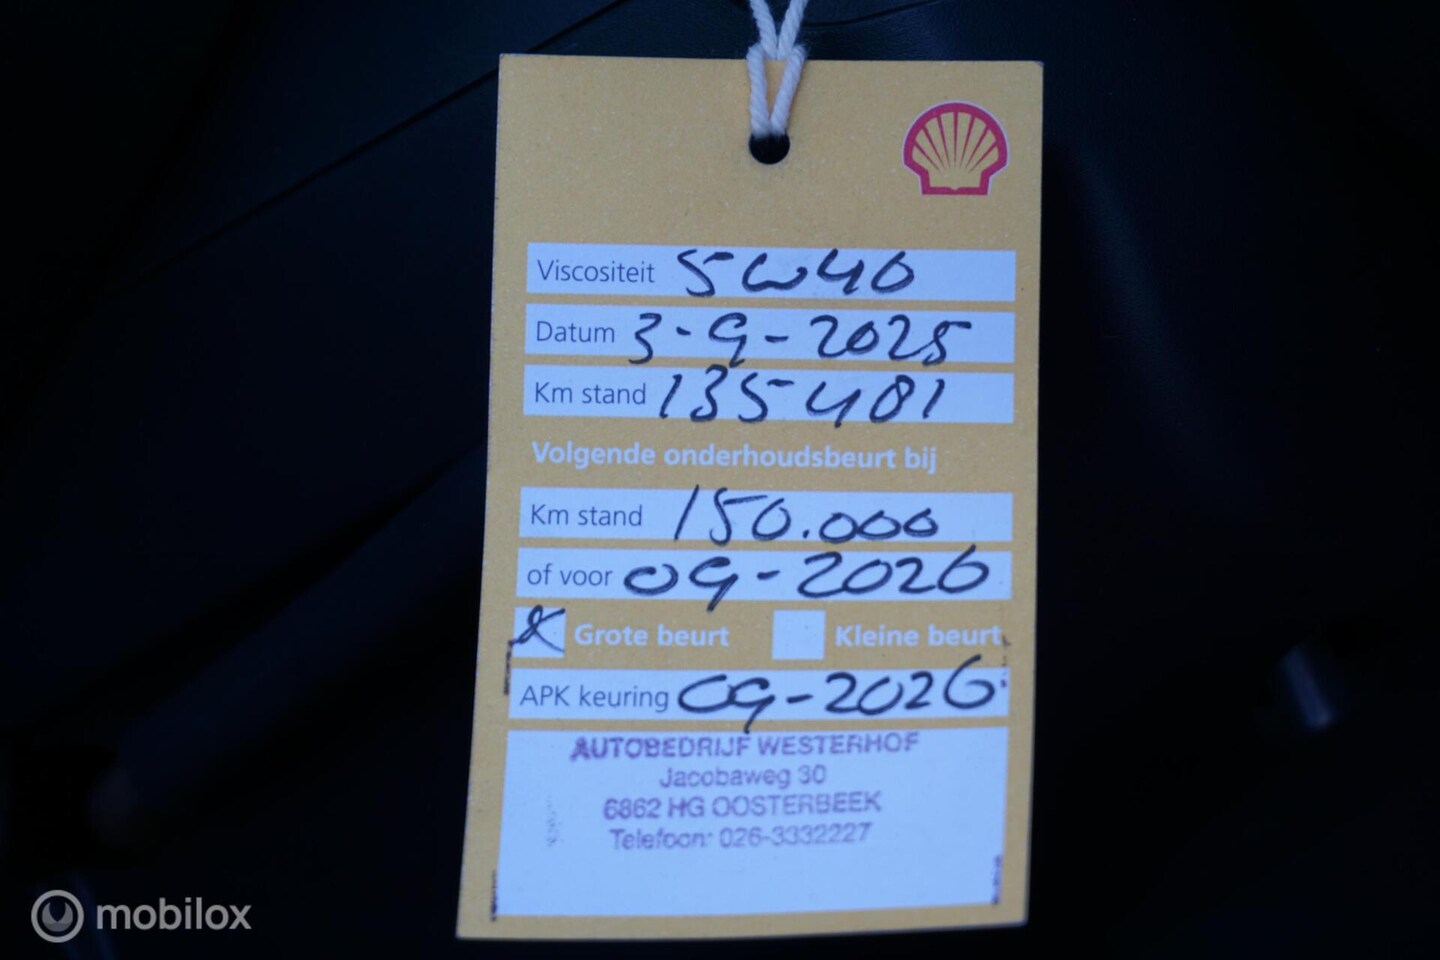 Viscositeit 5W40
Datum 3-9-2025
Km stand 135481
Volgende onderhoudsbeurt bij
Km stand 150.000
of voor 09-2026
X Grote beurt Kleine beurt
APK keuring 09-2026
AUTOBEDRIJF WESTERHOF
Jacobaweg 30
6862 HG OOSTERBEEK
Telefoon: 026-3332227
mobilox